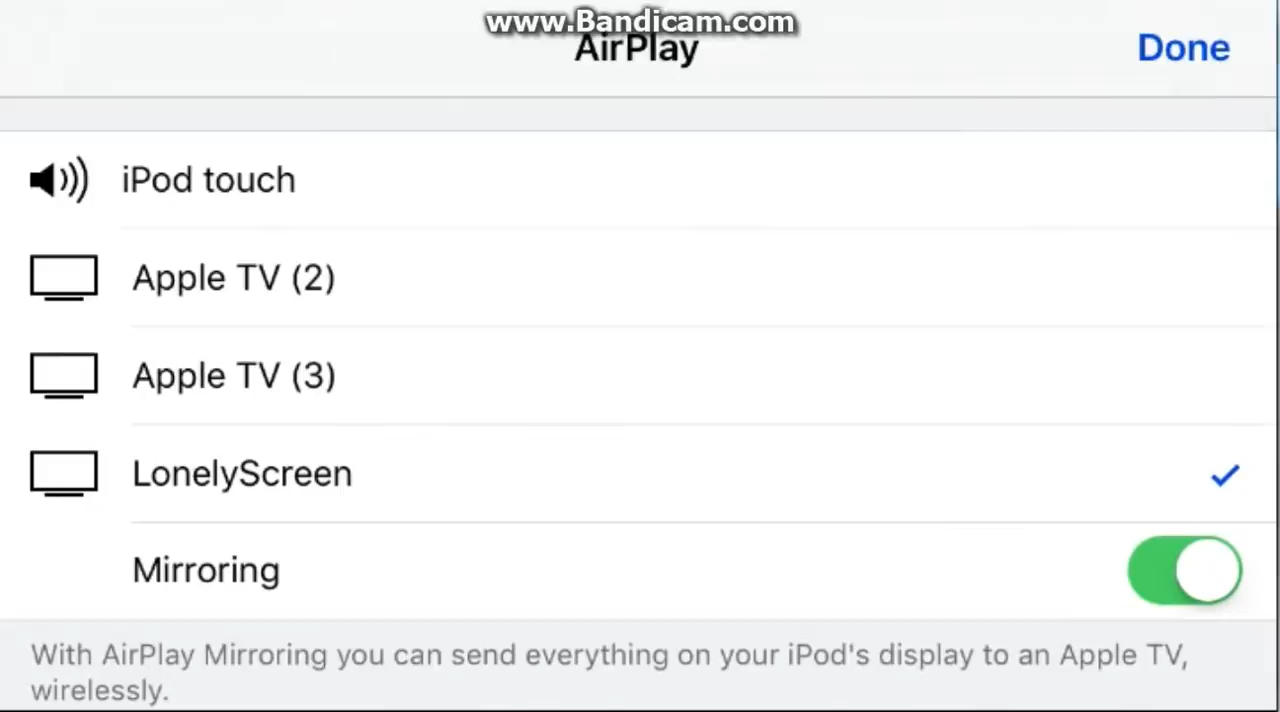 www.Bandicam.com
AirPlay
Done
iPod touch
Apple TV (2)
Apple TV (3)
LonelyScreen
Mirroring
With AirPlay Mirroring you can send everything on your iPod's display to an Apple TV,
wirelessly.